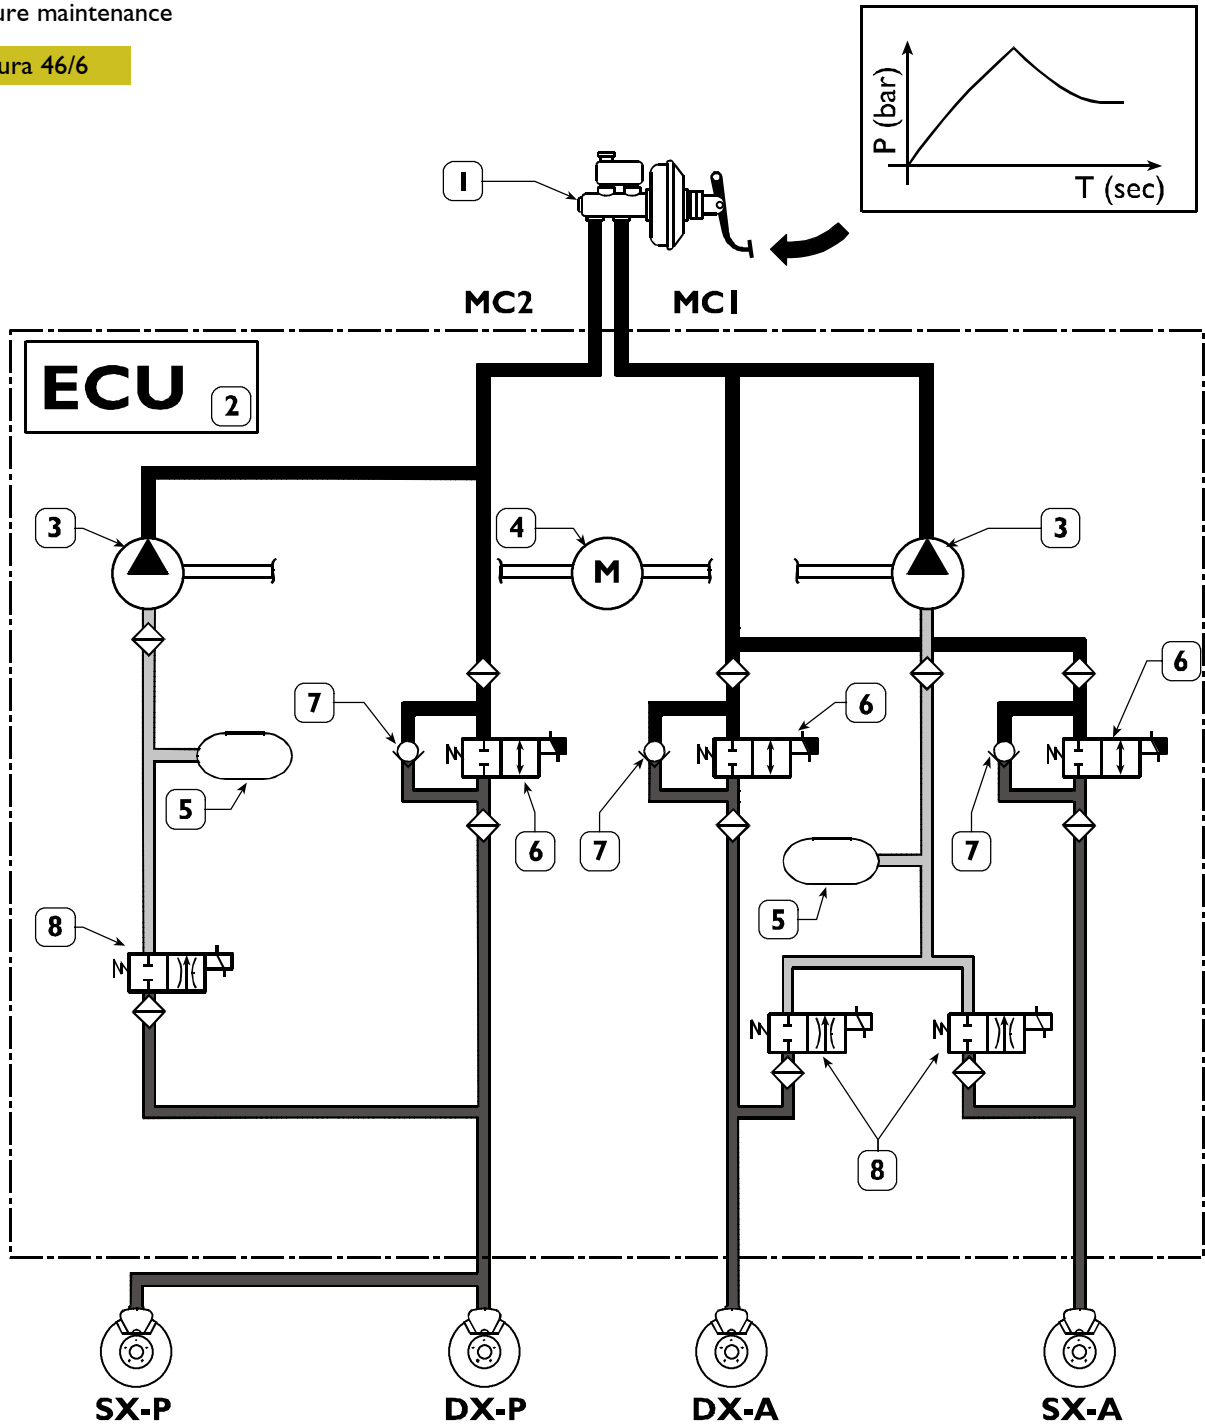 ure maintenance
ura 46/6
P (bar)
T (sec)
1
MC2
MC1
ECU
2
3
4
M
3
6
7
6
5
6
7
7
5
8
8
SX-P
DX-P
DX-A
SX-A